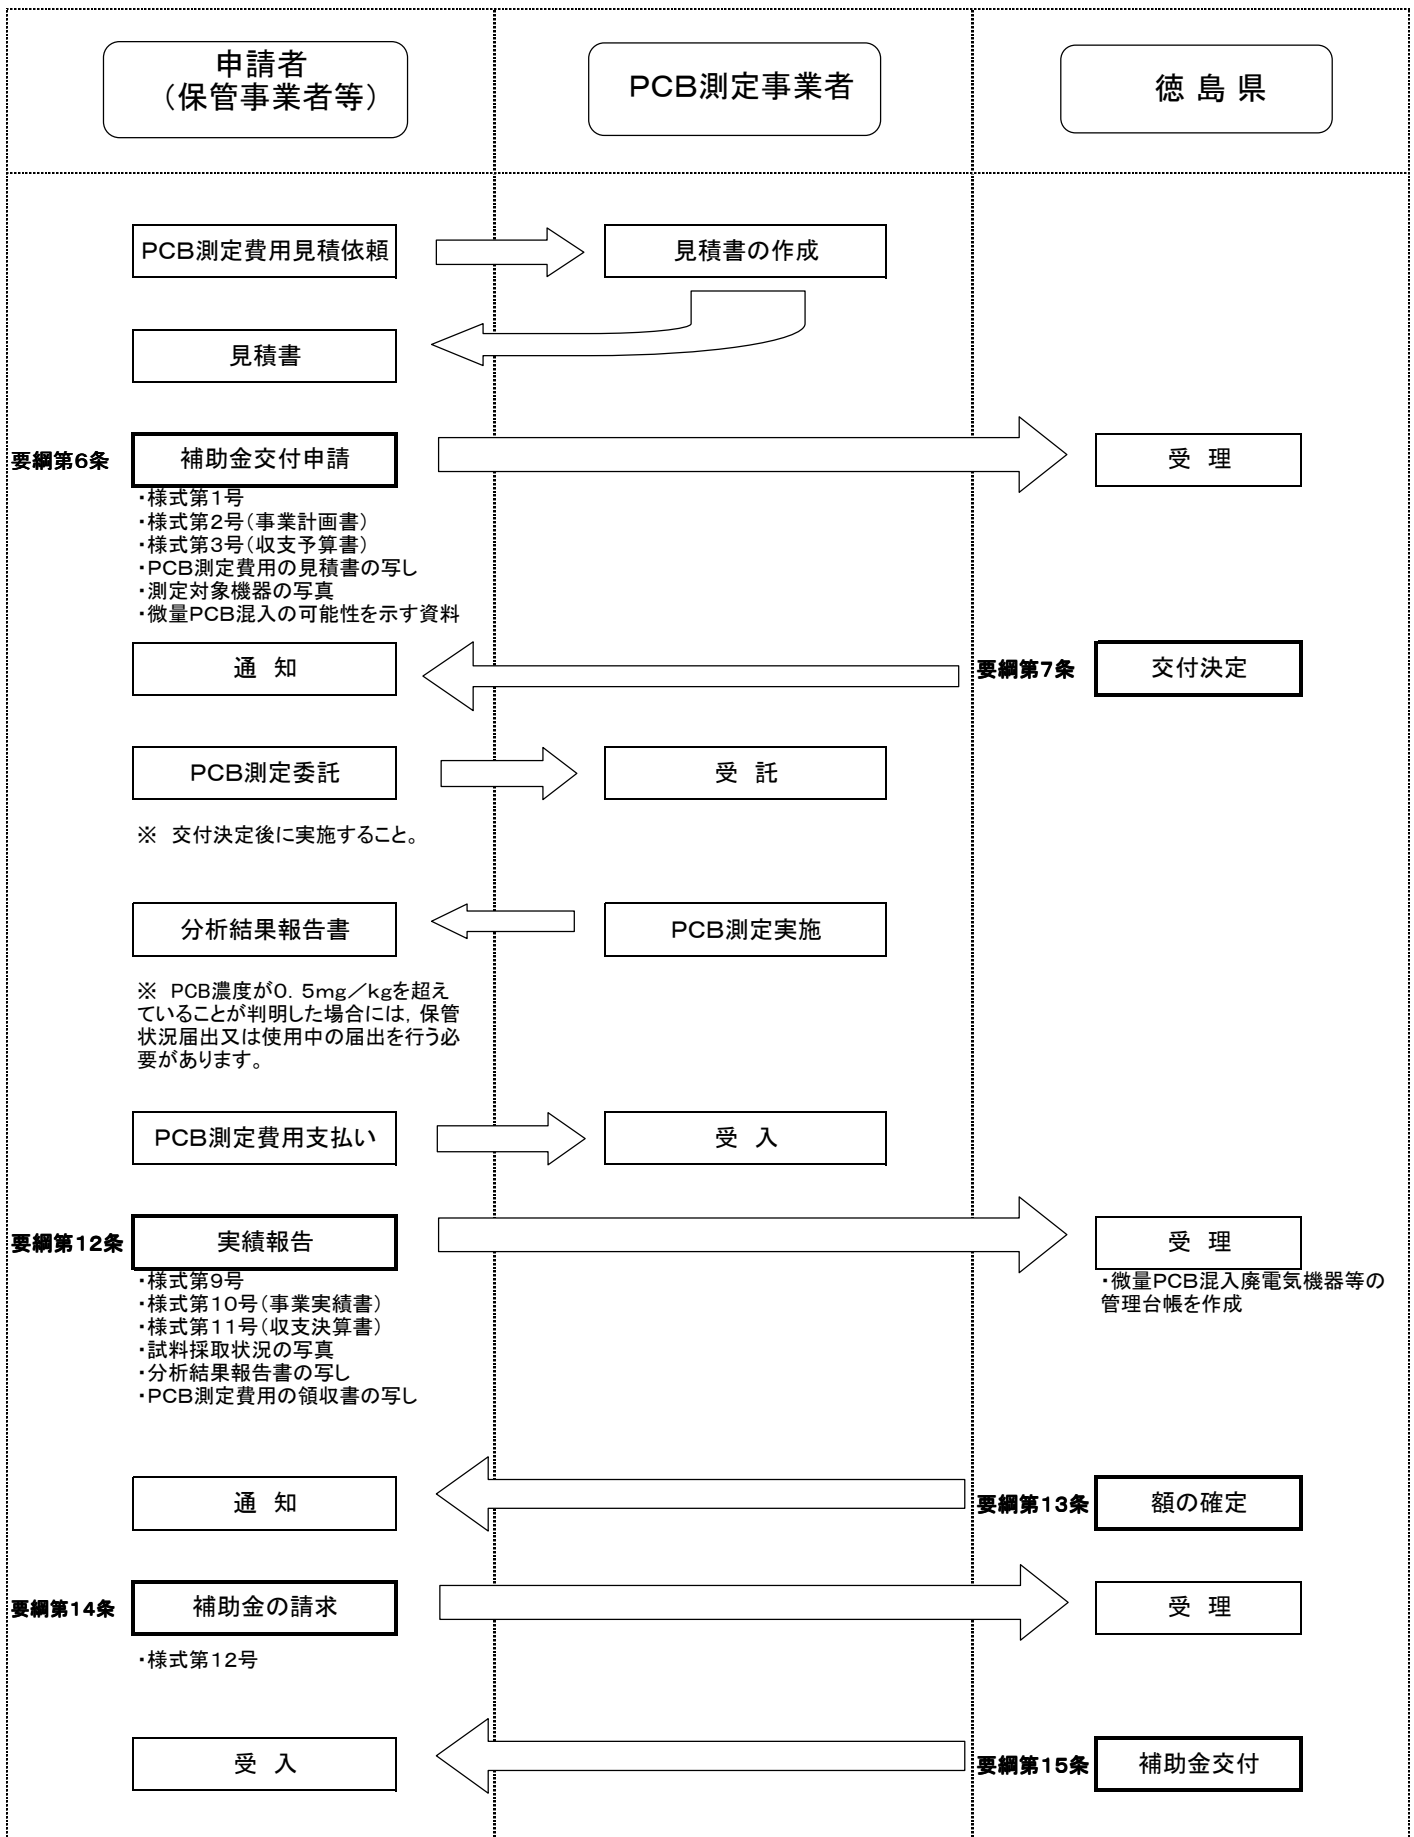 申請者
（保管事業者等）
PCB測定事業者
徳 島 県
PCB測定費用見積依頼
見積書の作成
見積書
要綱第6条
補助金交付申請
受　理
・様式第1号
・様式第2号（事業計画書）
・様式第3号（収支予算書）
・PCB測定費用の見積書の写し
・測定対象機器の写真
・微量PCB混入の可能性を示す資料
通　知
要綱第7条
交付決定
PCB測定委託
受　託
※　交付決定後に実施すること。
分析結果報告書
PCB測定実施
※　PCB濃度が0．5mg／kgを超え
ていることが判明した場合には，保管
状況届出又は使用中の届出を行う必
要があります。
PCB測定費用支払い
受　入
要綱第12条
実績報告
受　理
・様式第9号
・様式第10号（事業実績書）
・様式第11号（収支決算書）
・試料採取状況の写真
・分析結果報告書の写し
・PCB測定費用の領収書の写し
・微量PCB混入廃電気機器等の
管理台帳を作成
通　知
要綱第13条
額の確定
要綱第14条
補助金の請求
受　理
・様式第12号
受　入
要綱第15条
補助金交付